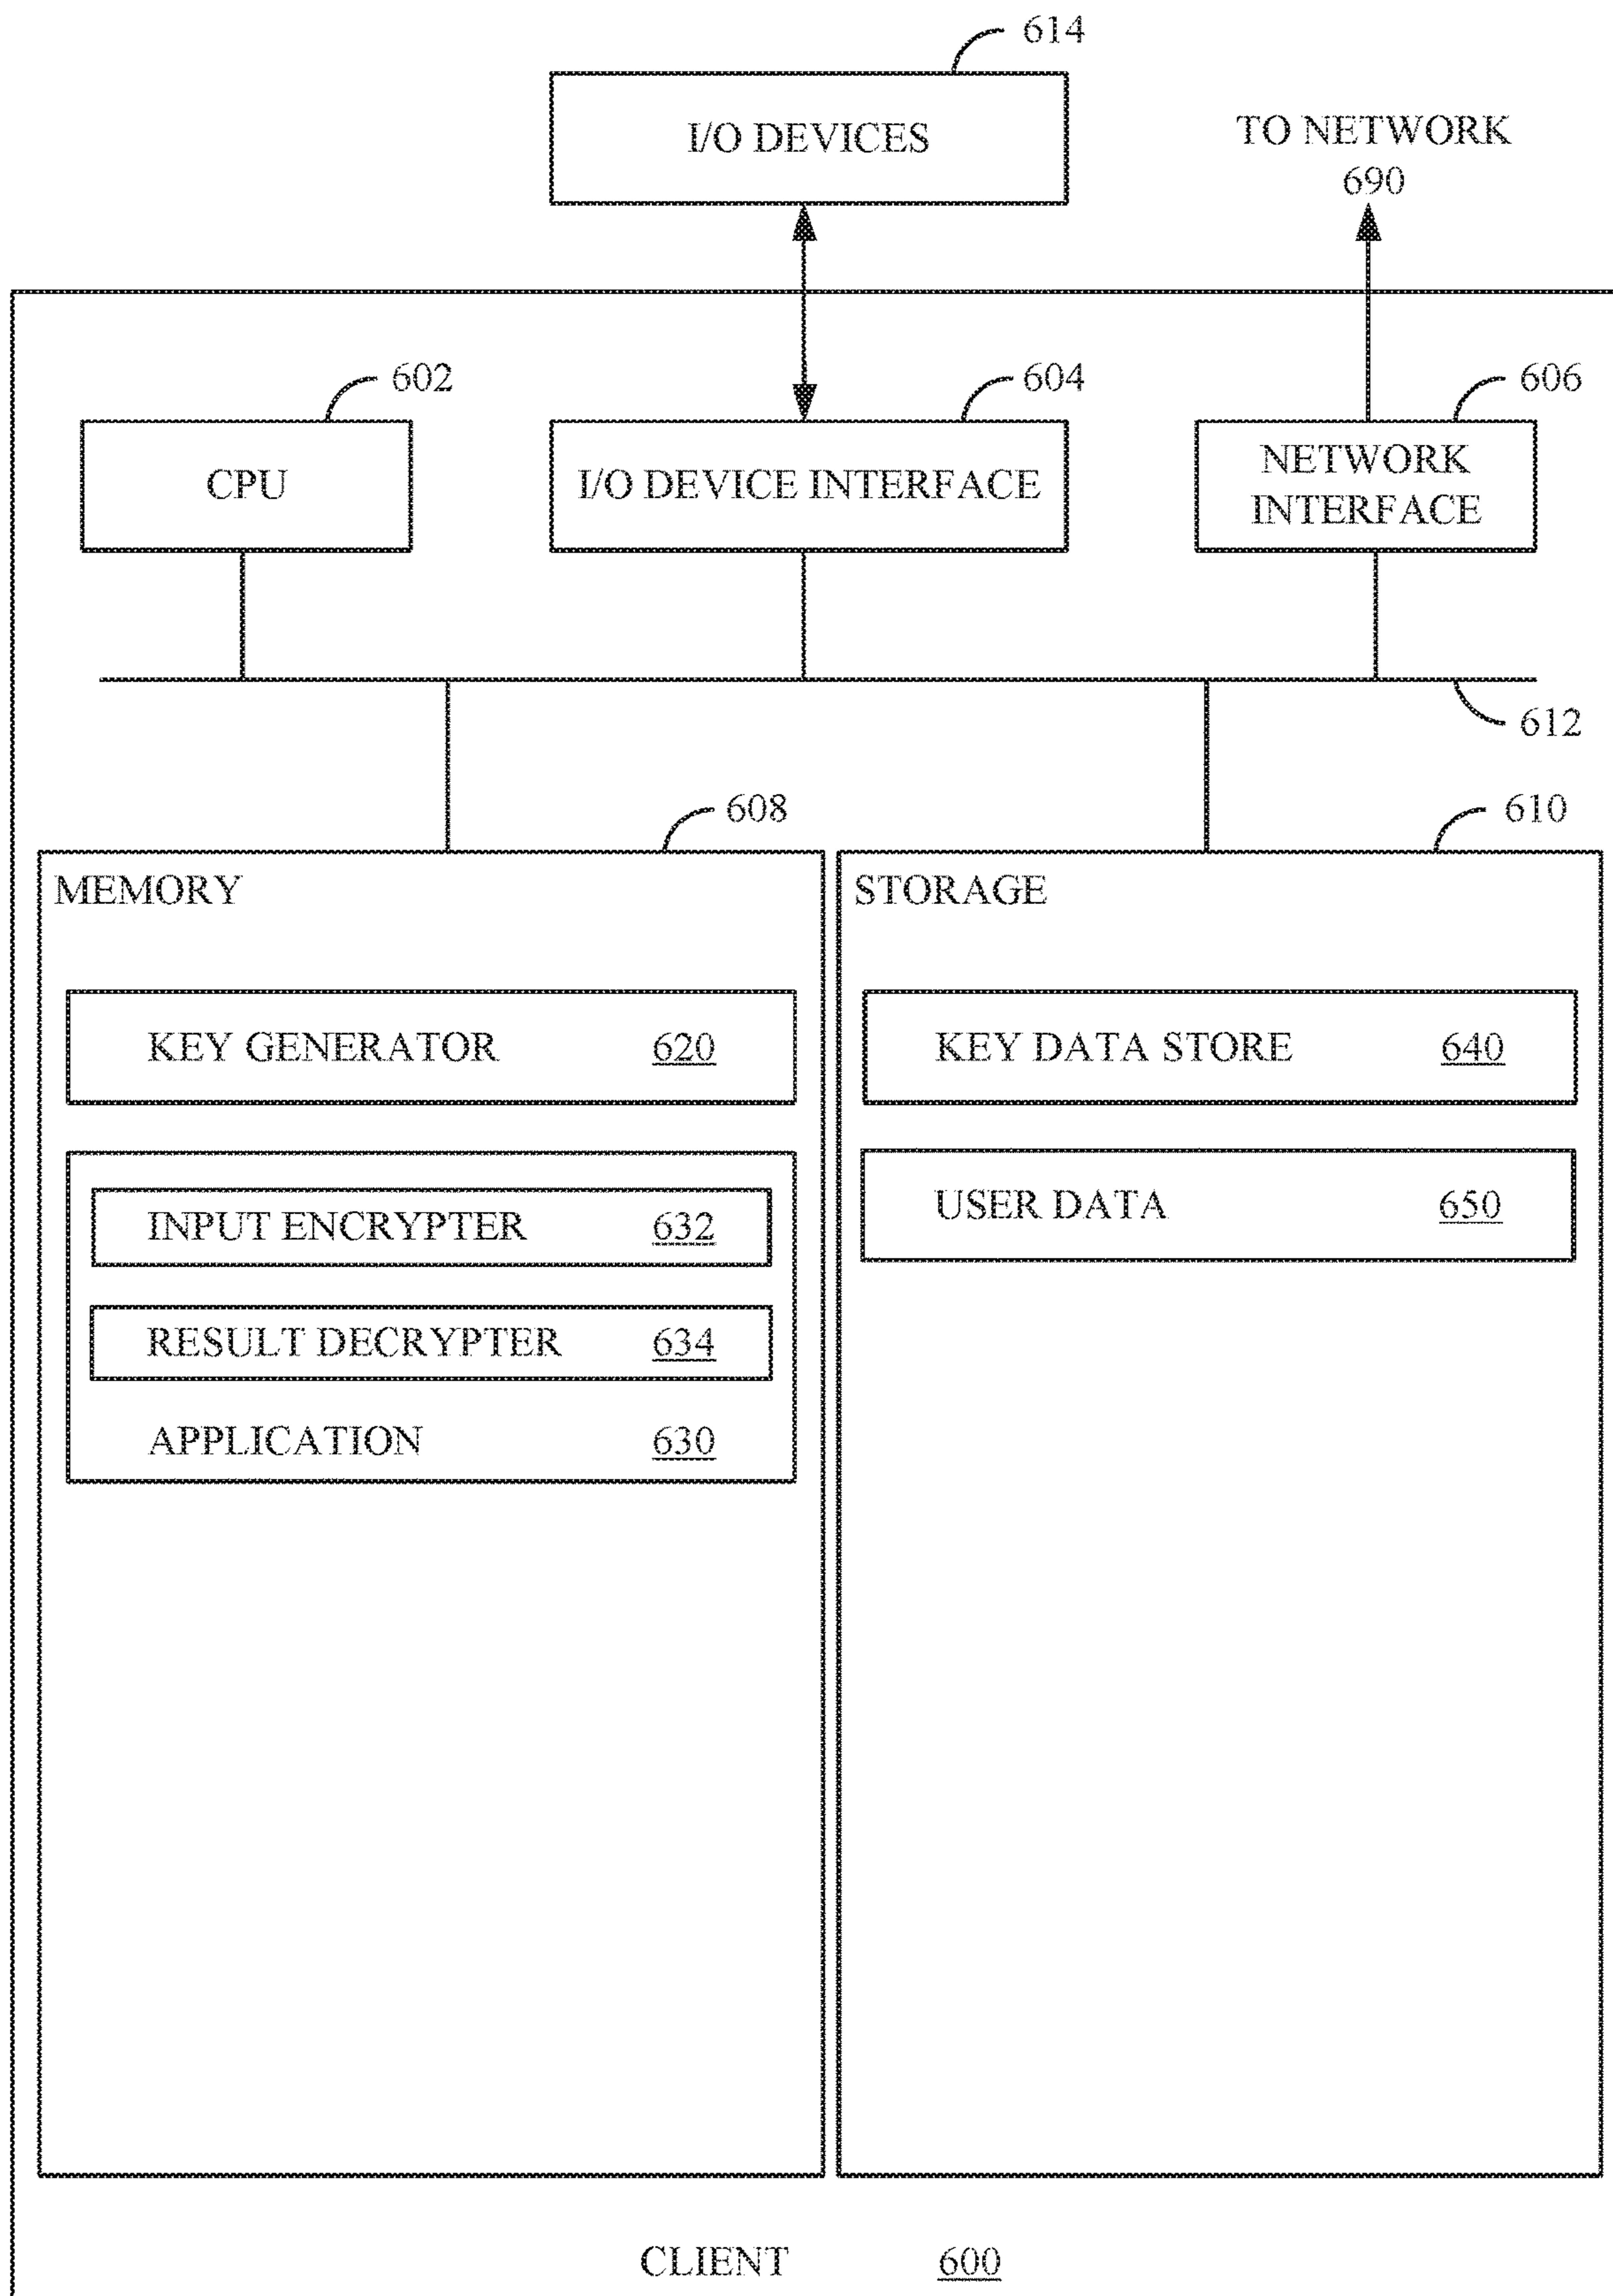 614
I/O DEVICES
TO NETWORK
690
602
604
606
CPU
I/O DEVICE INTERFACE
NETWORK
INTERFACE
612
608
610
MEMORY
STORAGE
KEY GENERATOR 620
KEY DATA STORE 640
INPUT ENCRYPTER 632
USER DATA 650
RESULT DECRYPTER 634
APPLICATION 630
CLIENT 600